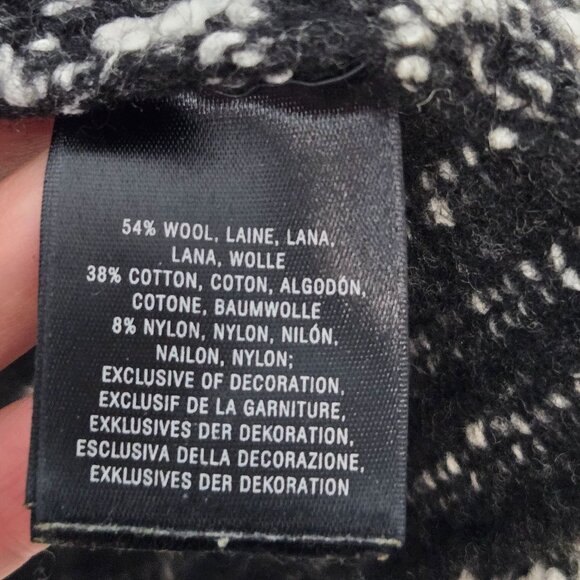 54% WOOL, LAINE, LANA,
LANA, WOLLE
38% COTTON, COTON, ALGODÓN,
COTONE, BAUMWOLLE
8% NYLON, NYLON, NILÓN,
NAILON, NYLON;
EXCLUSIVE OF DECORATION,
EXCLUSIF DE LA GARNITURE,
EXKLUSIVES DER DEKORATION,
ESCLUSIVA DELLA DECORAZIONE,
EXKLUSIVES DER DEKORATION